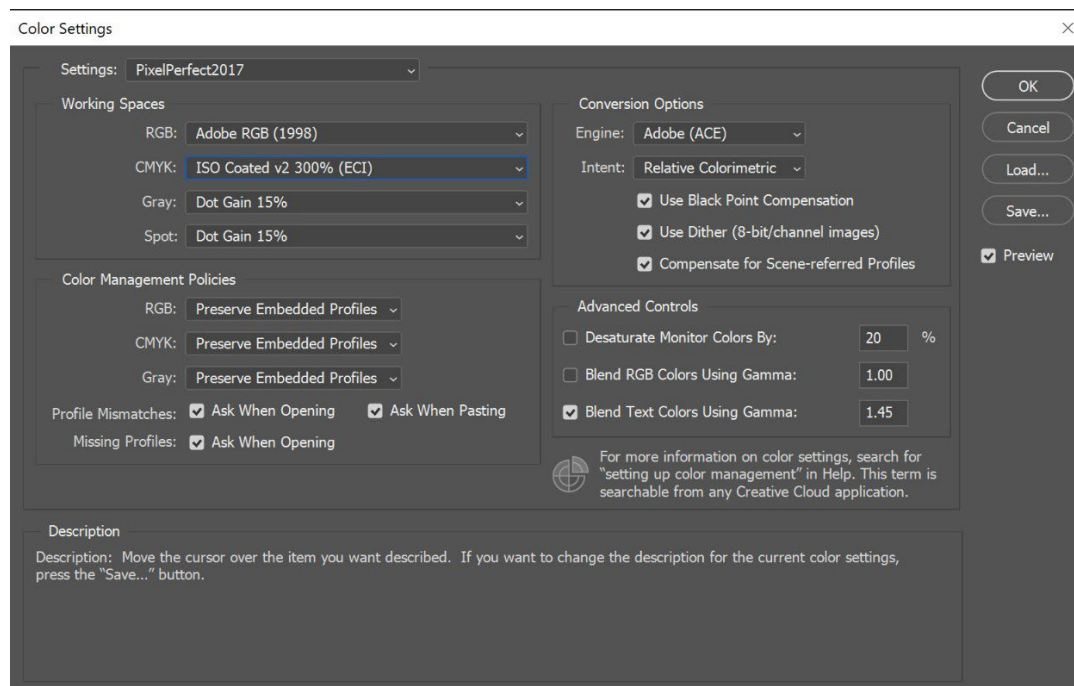 Color Settings
Settings: PixelPerfect2017
Working Spaces
RGB: Adobe RGB (1998)
CMYK: ISO Coated v2 300% (ECI)
Gray: Dot Gain 15%
Spot: Dot Gain 15%
Color Management Policies
RGB: Preserve Embedded Profiles
CMYK: Preserve Embedded Profiles
Gray: Preserve Embedded Profiles
Profile Mismatches: Ask When Opening Ask When Pasting
Missing Profiles: Ask When Opening
Conversion Options
Engine: Adobe (ACE)
Intent: Relative Colorimetric
Use Black Point Compensation
Use Dither (8-bit/channel images)
Compensate for Scene-referred Profiles
Advanced Controls
Desaturate Monitor Colors By: 20 %
Blend RGB Colors Using Gamma: 1.00
Blend Text Colors Using Gamma: 1.45
For more information on color settings, search for
“setting up color management” in Help. This term is
searchable from any Creative Cloud application.
OK
Cancel
Load...
Save...
Preview
Description
Description: Move the cursor over the item you want described. If you want to change the description for the current color settings,
press the “Save...” button.